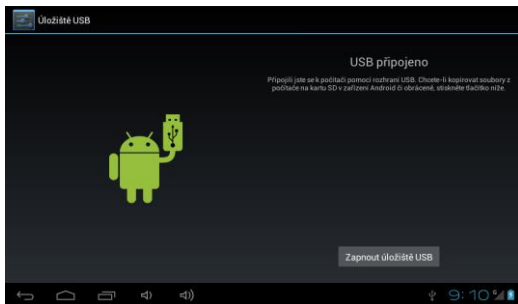 Úložiště USB
USB připojeno
Připojili jste se k počítači pomocí rozhraní USB. Chcete-li kopírovat soubory z
počítače na kartu SD v zařízení Android či obráceně, stiskněte tlačítko níže.
Zapnout úložiště USB
9:10